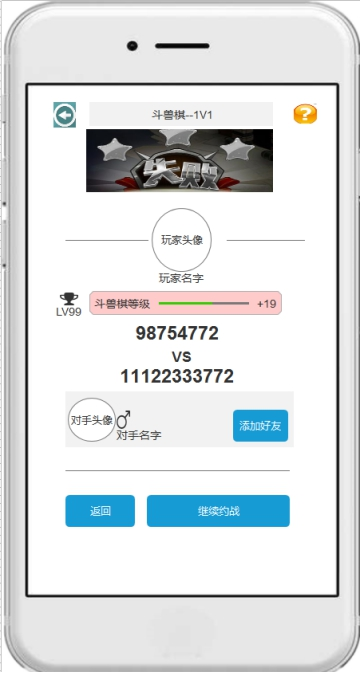 斗兽棋--1V1
?
失败
玩家头像
玩家名字
LV99
斗兽棋等级
+19
98754772
VS
11122333772
对手头像
对手名字
添加好友
返回
继续约战